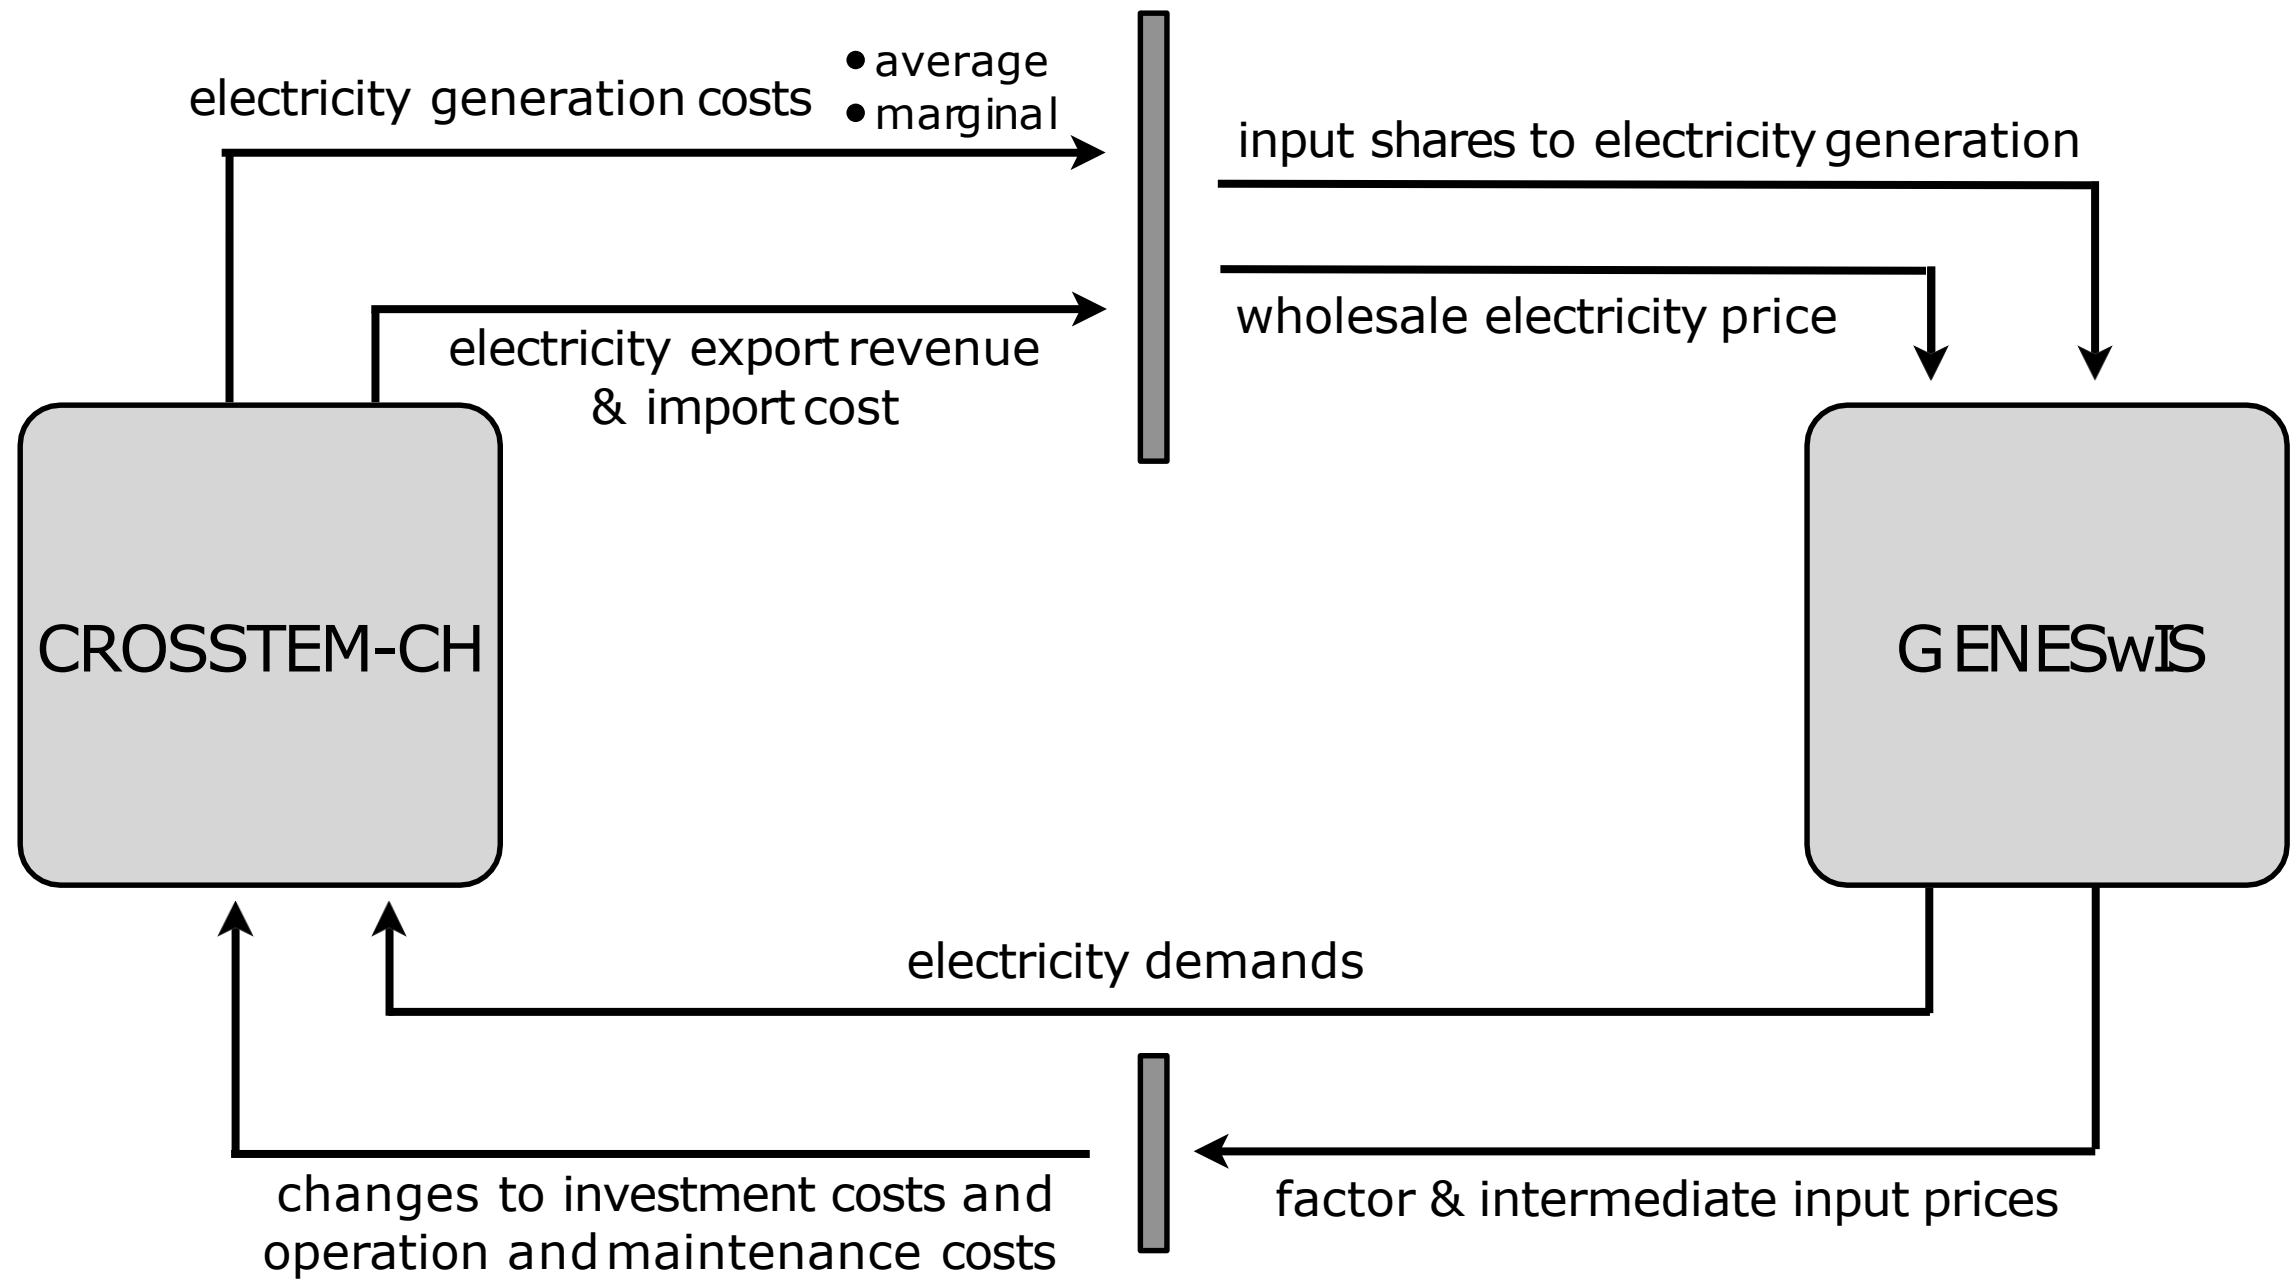 electricity generation costs
• average
• marginal
input shares to electricity generation
wholesale electricity price
electricity export revenue
& import cost
CROSSTEM-CH
GENESwIS
electricity demands
changes to investment costs and
operation and maintenance costs
factor & intermediate input prices